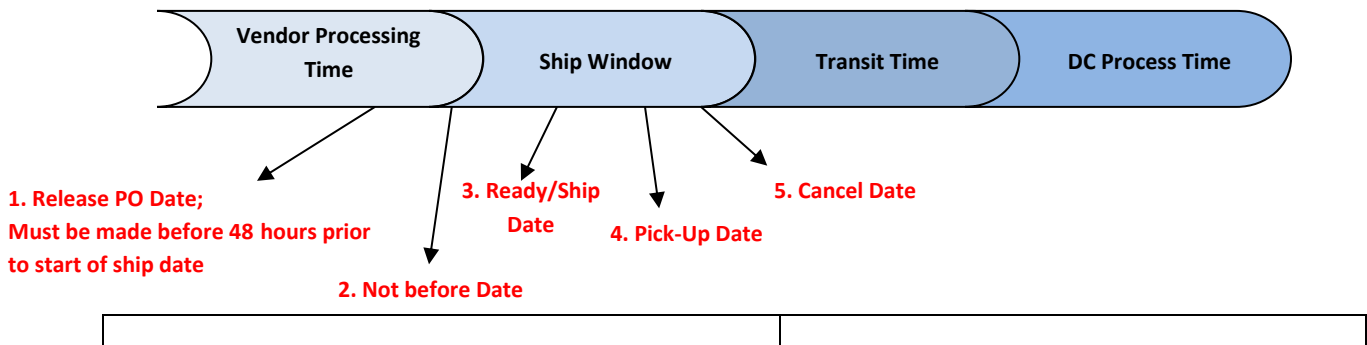 Vendor Processing
Time
Ship Window
Transit Time
DC Process Time
1. Release PO Date;
Must be made before 48 hours prior
to start of ship date
2. Not before Date
3. Ready/Ship
Date
4. Pick-Up Date
5. Cancel Date